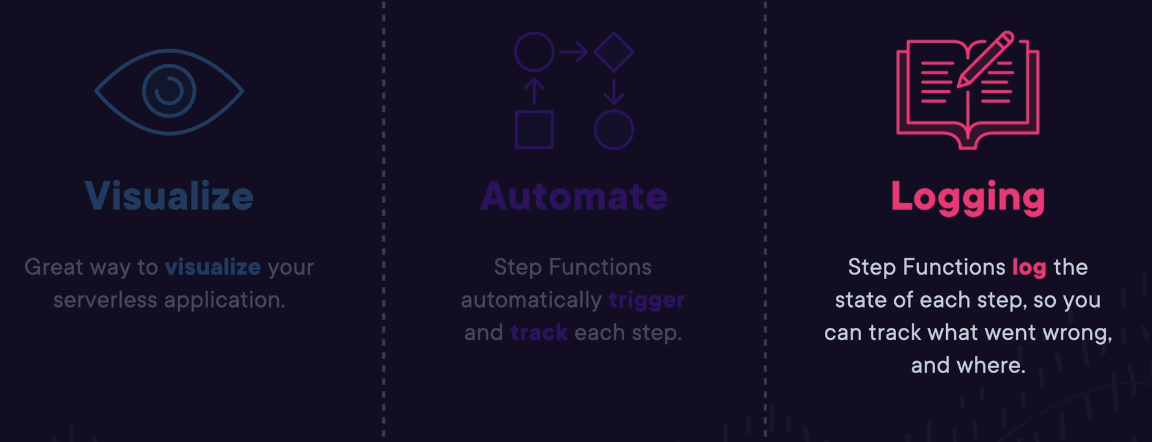 Visualize
Great way to visualize your
serverless application.
Automate
Step Functions
automatically trigger
and track each step.
Logging
Step Functions log the
state of each step, so you
can track what went wrong,
and where.